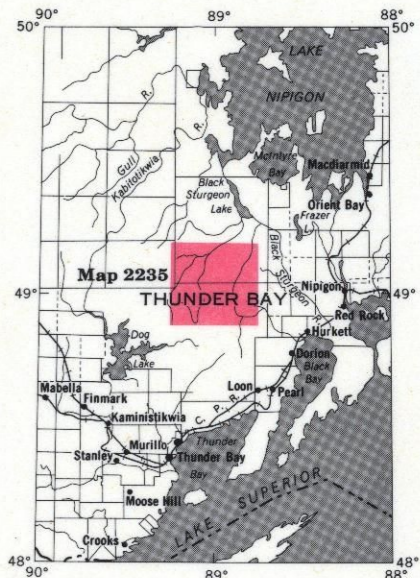 90° 89° 88°
50° 50°
LAKE
NIPIGON
McIntyre
Bay
Macdiarmid
Orient Bay
Gull R.
Kabitotikwia R.
Black
Sturgeon
Lake
Frazer
L.
Black Sturgeon R.
Map 2235
49° 49°
THUNDER BAY
Nipigon
Red Rock
Hurkett
Dorion
Black
Bay
Dog
Lake
Mabella
Finmark
Kaministikwia
Loon
Pearl
C. P. R.
Murillo
Stanley
Thunder
Bay
Thunder Bay
Moose Hill
LAKE SUPERIOR
Crooks
48° 48°
90° 89° 88°